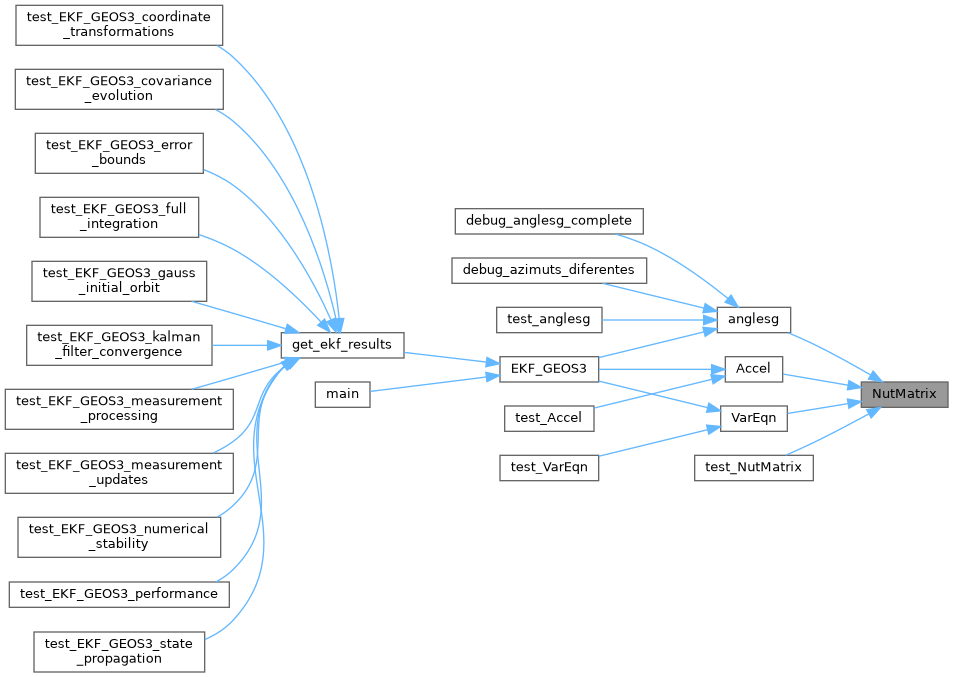 test_EKF_GEOS3_coordinate
_transformations
test_EKF_GEOS3_covariance
_evolution
test_EKF_GEOS3_error
_bounds
test_EKF_GEOS3_full
_integration
test_EKF_GEOS3_gauss
_initial_orbit
test_EKF_GEOS3_kalman
_filter_convergence
test_EKF_GEOS3_measurement
_processing
test_EKF_GEOS3_measurement
_updates
test_EKF_GEOS3_numerical
_stability
test_EKF_GEOS3_performance
test_EKF_GEOS3_state
_propagation
get_ekf_results
main
debug_anglesg_complete
debug_azimuts_diferentes
test_anglesg
EKF_GEOS3
test_Accel
test_VarEqn
anglesg
Accel
VarEqn
test_NutMatrix
NutMatrix